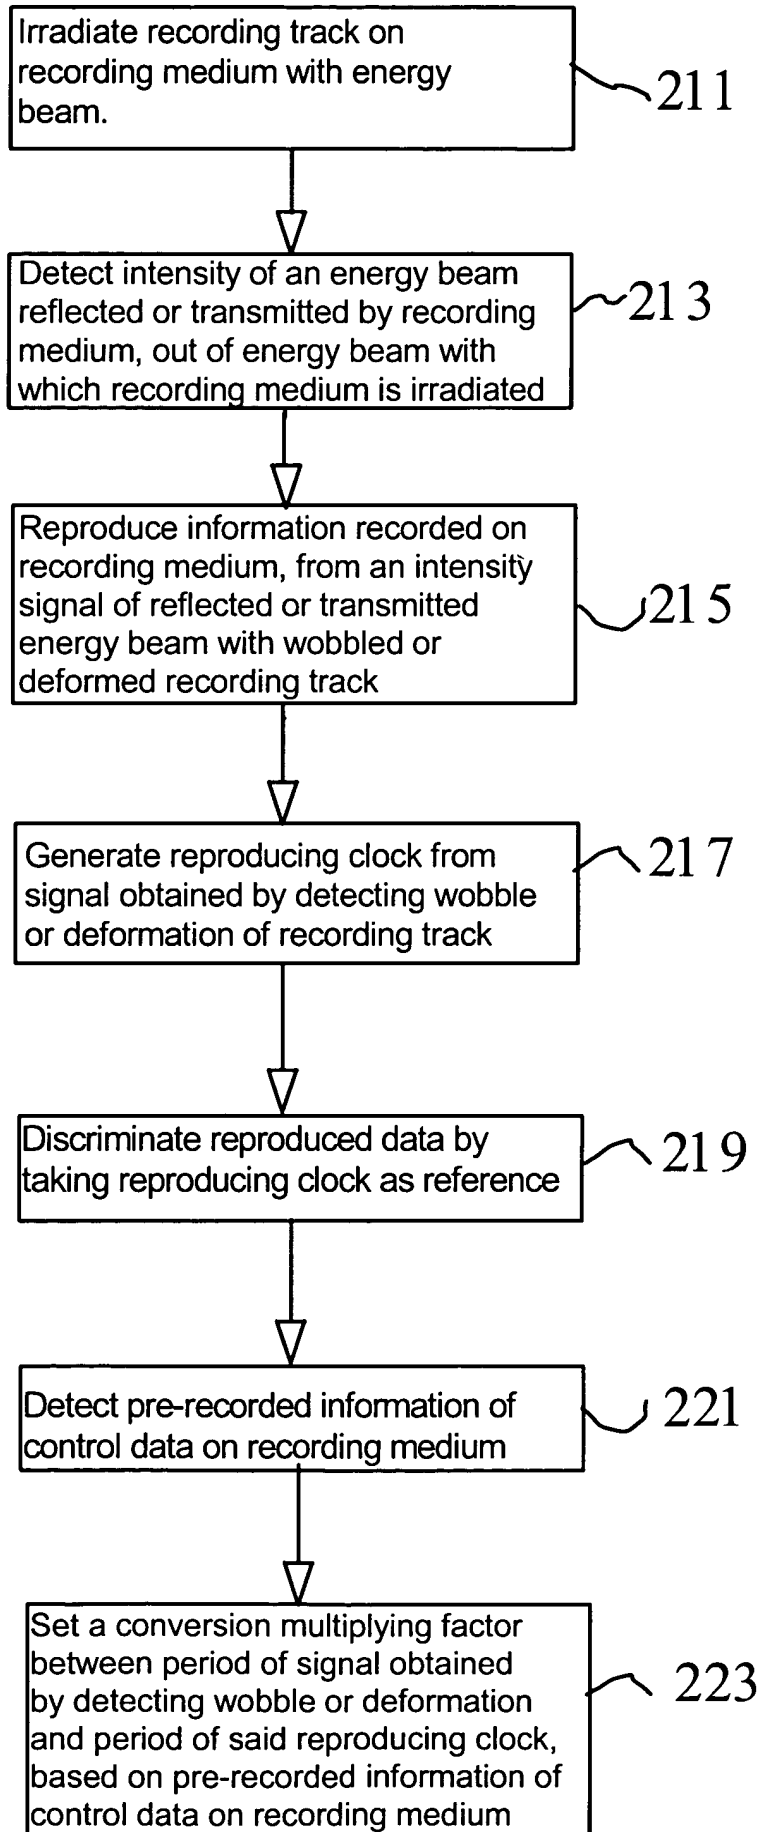 Irradiate recording track on
recording medium with energy
beam.
211
Detect intensity of an energy beam
reflected or transmitted by recording
medium, out of energy beam with
which recording medium is irradiated
213
Reproduce information recorded on
recording medium, from an intensity
signal of reflected or transmitted
energy beam with wobbled or
deformed recording track
215
Generate reproducing clock from
signal obtained by detecting wobble
or deformation of recording track
217
Discriminate reproduced data by
taking reproducing clock as reference
219
Detect pre-recorded information of
control data on recording medium
221
Set a conversion multiplying factor
between period of signal obtained
by detecting wobble or deformation
and period of said reproducing clock,
based on pre-recorded information of
control data on recording medium
223